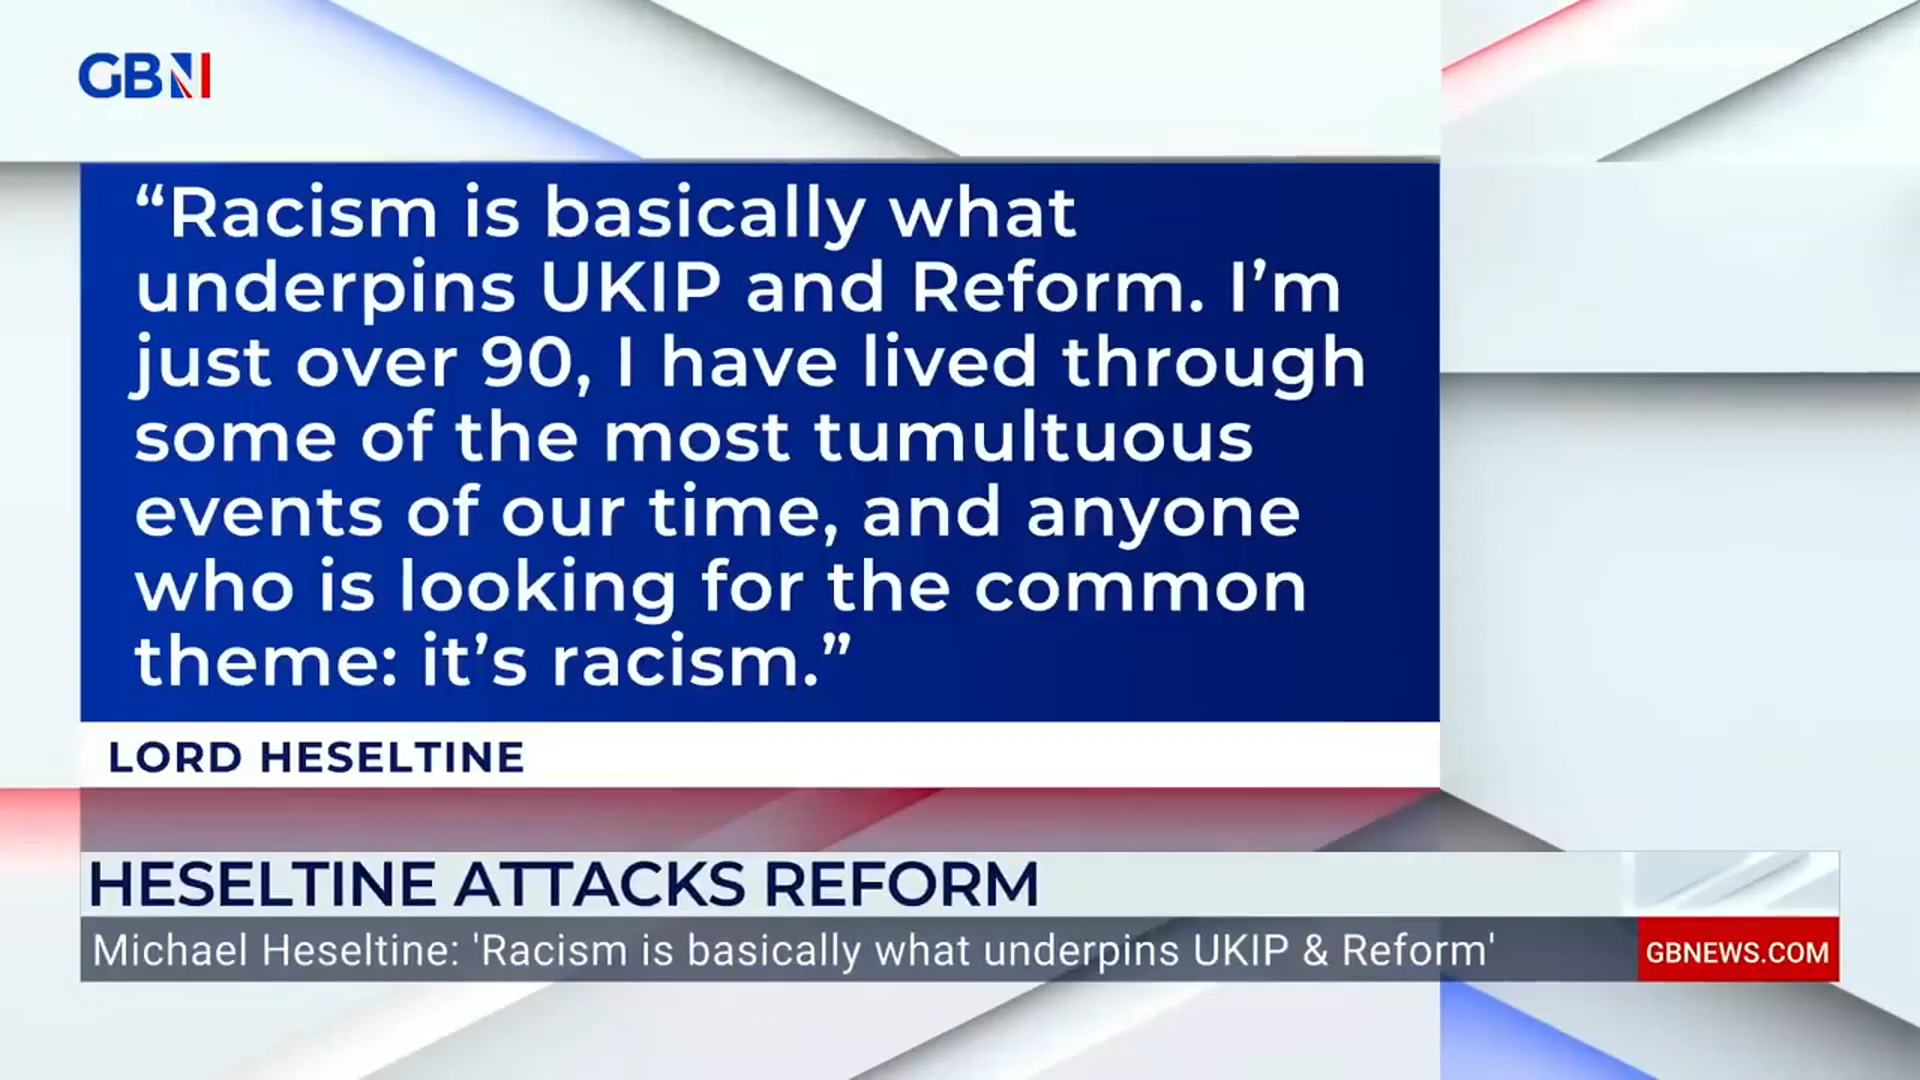 GBN
“Racism is basically what
underpins UKIP and Reform. I’m
just over 90, I have lived through
some of the most tumultuous
events of our time, and anyone
who is looking for the common
theme: it’s racism.”
LORD HESELTINE
HESELTINE ATTACKS REFORM
Michael Heseltine: 'Racism is basically what underpins UKIP & Reform'
GBNEWS.COM